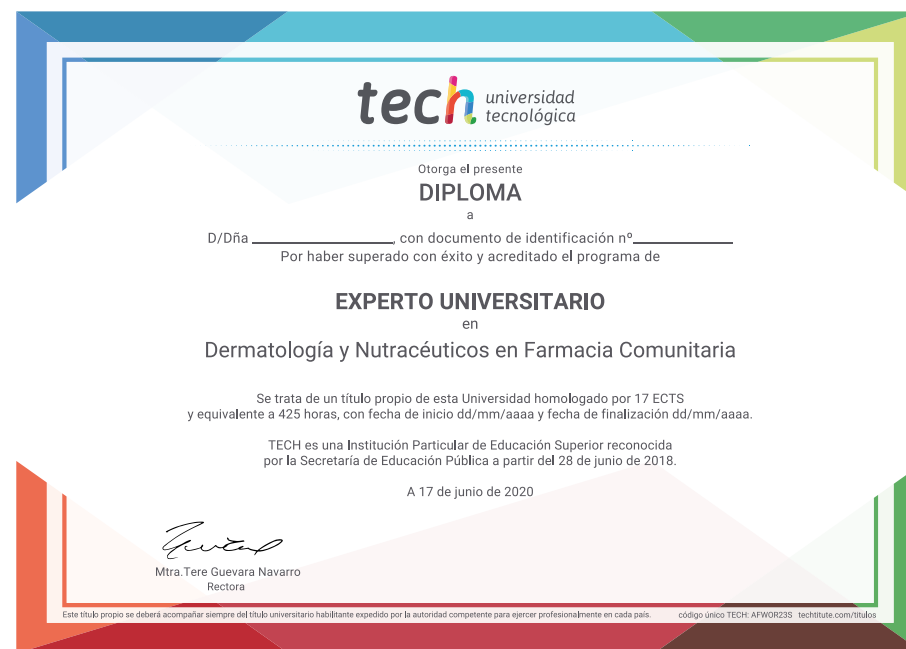 tech universidad
tecnológica
Otorga el presente
DIPLOMA
a
D/Dña ____________________, con documento de identificación nº______________
Por haber superado con éxito y acreditado el programa de
EXPERTO UNIVERSITARIO
en
Dermatología y Nutracéuticos en Farmacia Comunitaria
Se trata de un título propio de esta Universidad homologado por 17 ECTS
y equivalente a 425 horas, con fecha de inicio dd/mm/aaaa y fecha de finalización dd/mm/aaaa.
TECH es una Institución Particular de Educación Superior reconocida
por la Secretaría de Educación Pública a partir del 28 de junio de 2018.
A 17 de junio de 2020
Mtra.Tere Guevara Navarro
Rectora
Este título propio se deberá acompañar siempre del título universitario habilitante expedido por la autoridad competente para ejercer profesionalmente en cada país. código único TECH: AFWOR23S techtitute.com/titulos